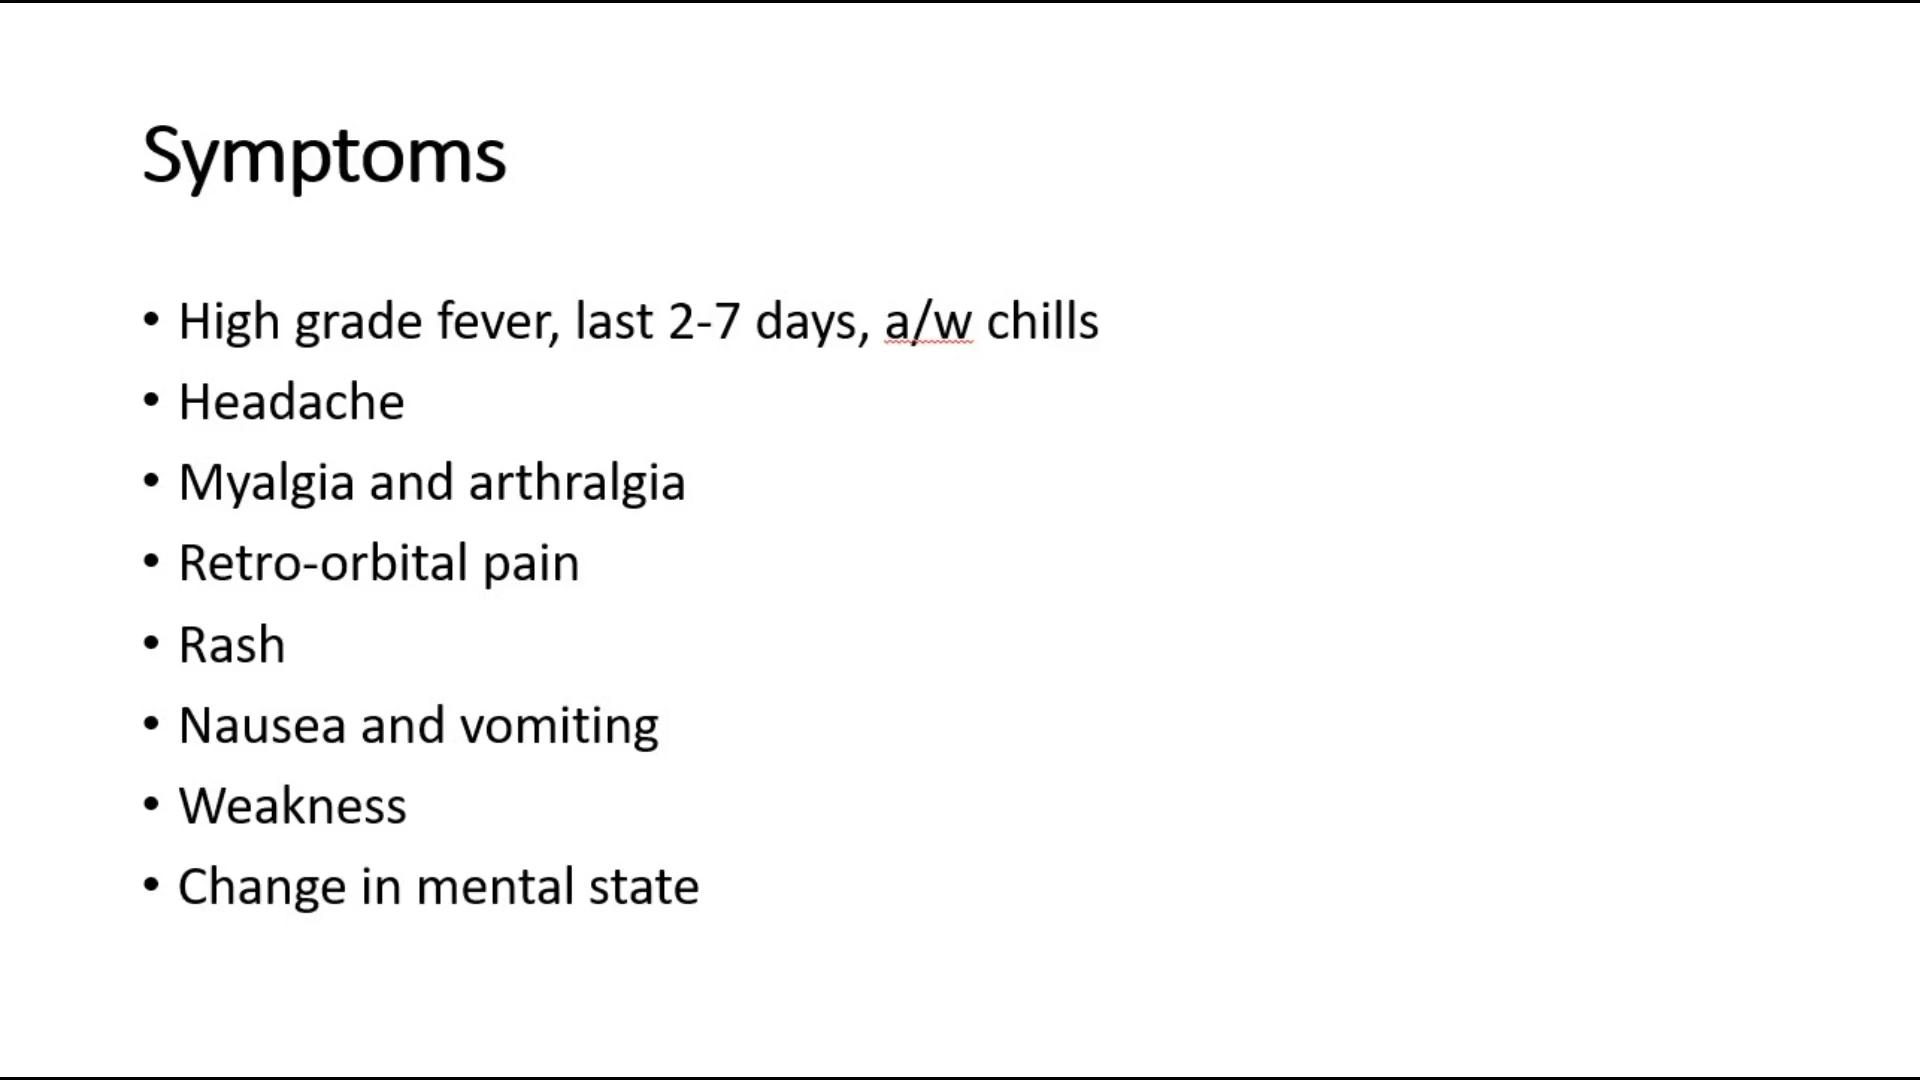 Symptoms
• High grade fever, last 2-7 days, a/w chills
• Headache
• Myalgia and arthralgia
• Retro-orbital pain
• Rash
• Nausea and vomiting
• Weakness
• Change in mental state